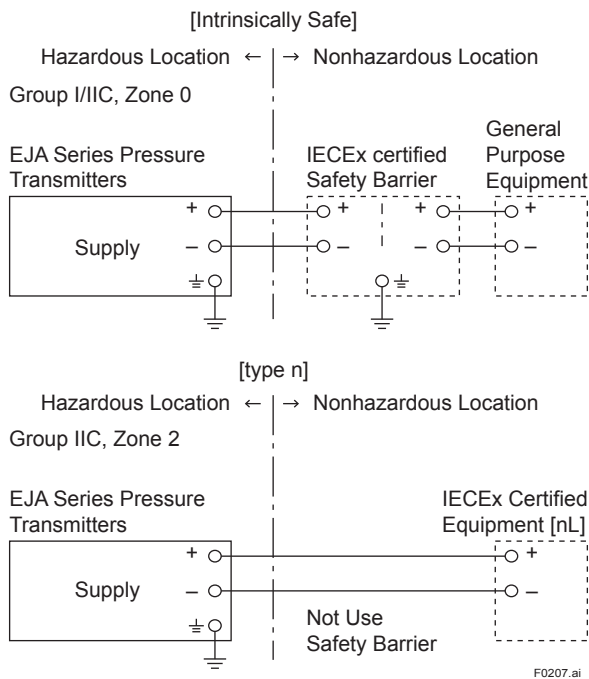 [Intrinsically Safe]
Hazardous Location ← → Nonhazardous Location
Group I/IIC, Zone 0
EJA Series Pressure
Transmitters
IECEx certified
Safety Barrier
General
Purpose
Equipment
+ + + +
Supply – – – –
[type n]
Hazardous Location ← → Nonhazardous Location
Group IIC, Zone 2
EJA Series Pressure
Transmitters
IECEx Certified
Equipment [nL]
+ +
Supply – –
Not Use
Safety Barrier
F0207.ai